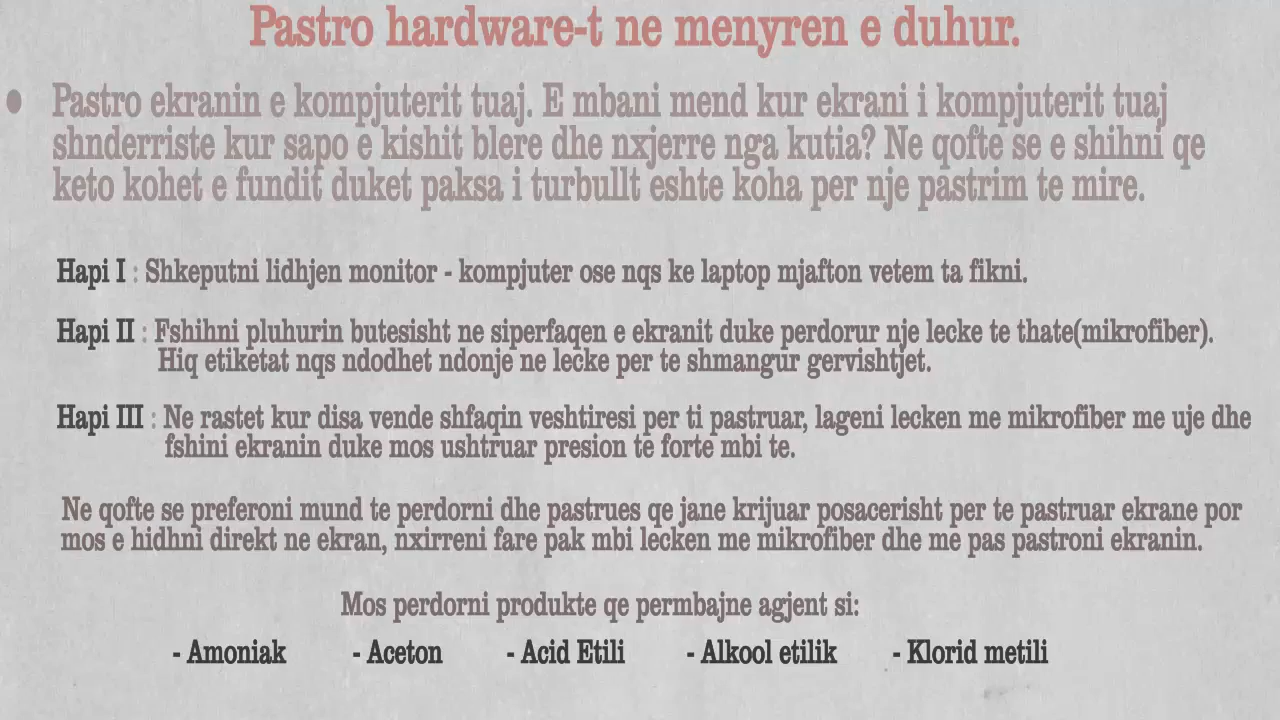 Pastro hardware-t ne menyren e duhur.
• Pastro ekranin e kompjuterit tuaj. E mbani mend kur ekrani i kompjuterit tuaj
shnderriste kur sapo e kishit blere dhe nxjerre nga kutia? Ne qofte se e shihni qe
keto kohet e fundit duket paksa i turbullt eshte koha per nje pastrim te mire.
Hapi I : Shkeputni lidhjen monitor - kompjuter ose nqs ke laptop mjafton vetem ta fikni.
Hapi II : Fshihni pluhurin butesisht ne siperfaqen e ekranit duke perdorur nje lecke te thate(mikrofiber).
Hiq etiketat nqs ndodhet ndonje ne lecke per te shmangur gervishtjet.
Hapi III : Ne rastet kur disa vende shfaqin veshtiresi per ti pastruar, lageni lecken me mikrofiber me uje dhe
fshini ekranin duke mos ushtruar presion te forte mbi te.
Ne qofte se preferoni mund te perdorni dhe pastrues qe jane krijuar posacerisht per te pastruar ekrane por
mos e hidhni direkt ne ekran, nxirreni fare pak mbi lecken me mikrofiber dhe me pas pastroni ekranin.
Mos perdorni produkte qe permbajne agjent si:
- Amoniak - Aceton - Acid Etili - Alkool etilik - Klorid metili